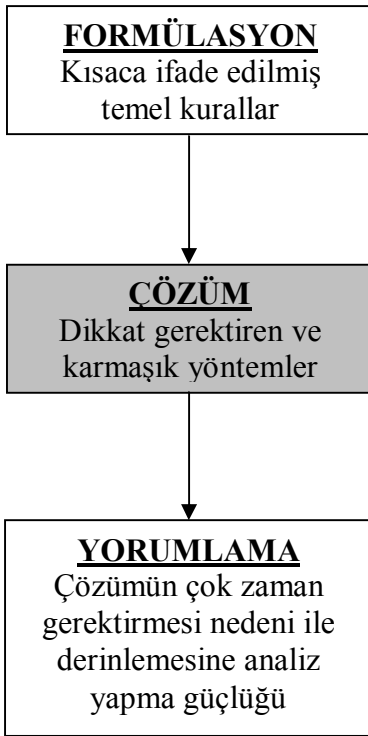 FORMÜLASYON
Kısaca ifade edilmiş
temel kurallar
ÇÖZÜM
Dikkat gerektiren ve
karmaşık yöntemler
YORUMLAMA
Çözümün çok zaman
gerektirmesi nedeni ile
derinlemesine analiz
yapma güçlüğü